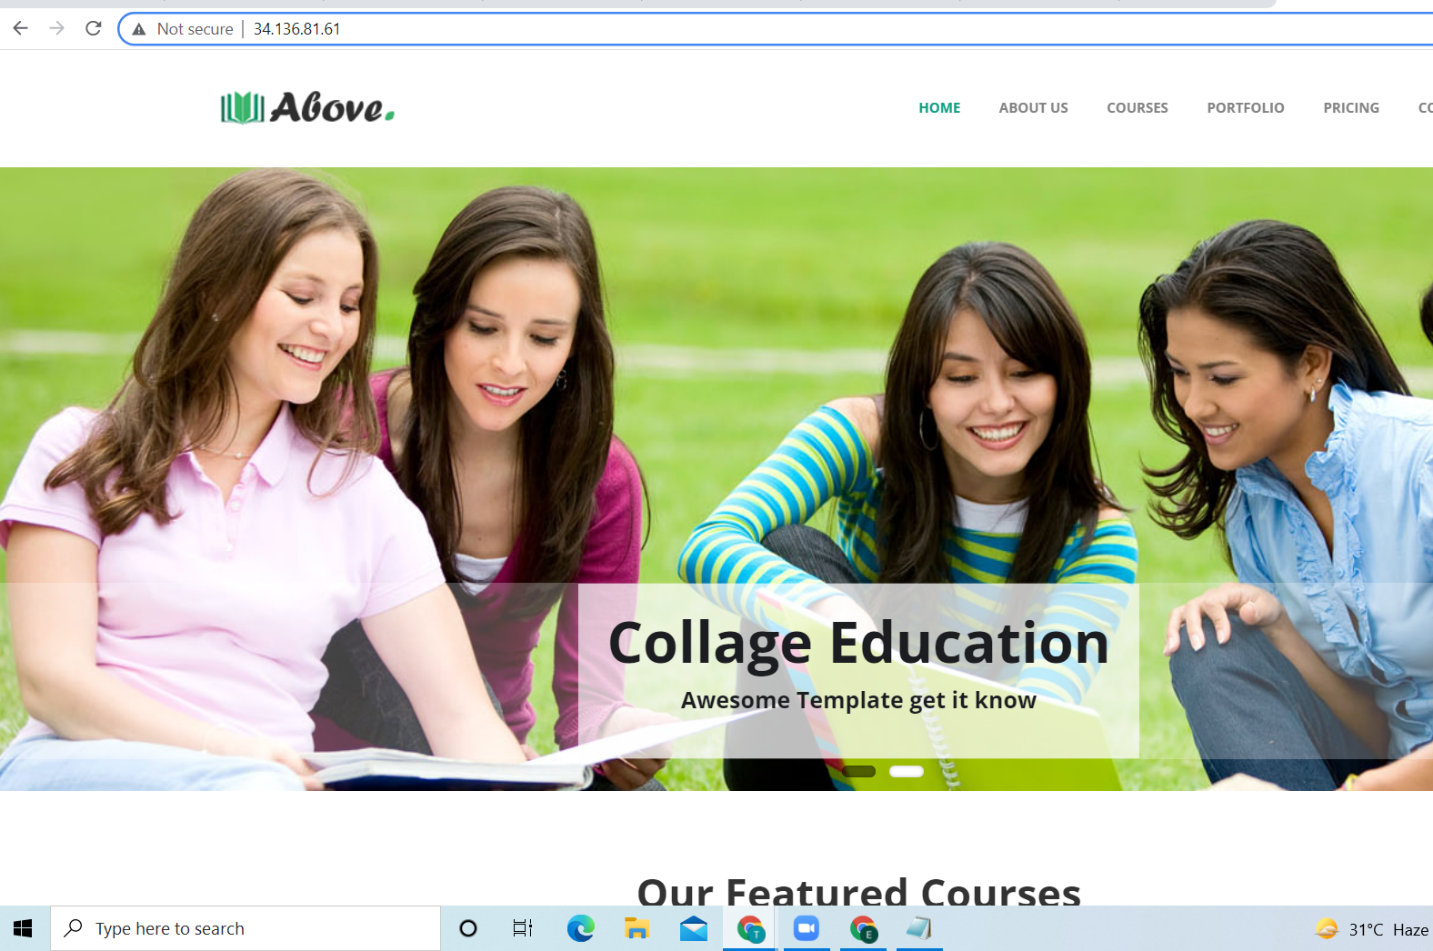 Not secure | 34.136.81.61
Above.
HOME ABOUT US COURSES PORTFOLIO PRICING
Collage Education
Awesome Template get it know
Our Featured Courses
Type here to search
T
E
31°C Haze